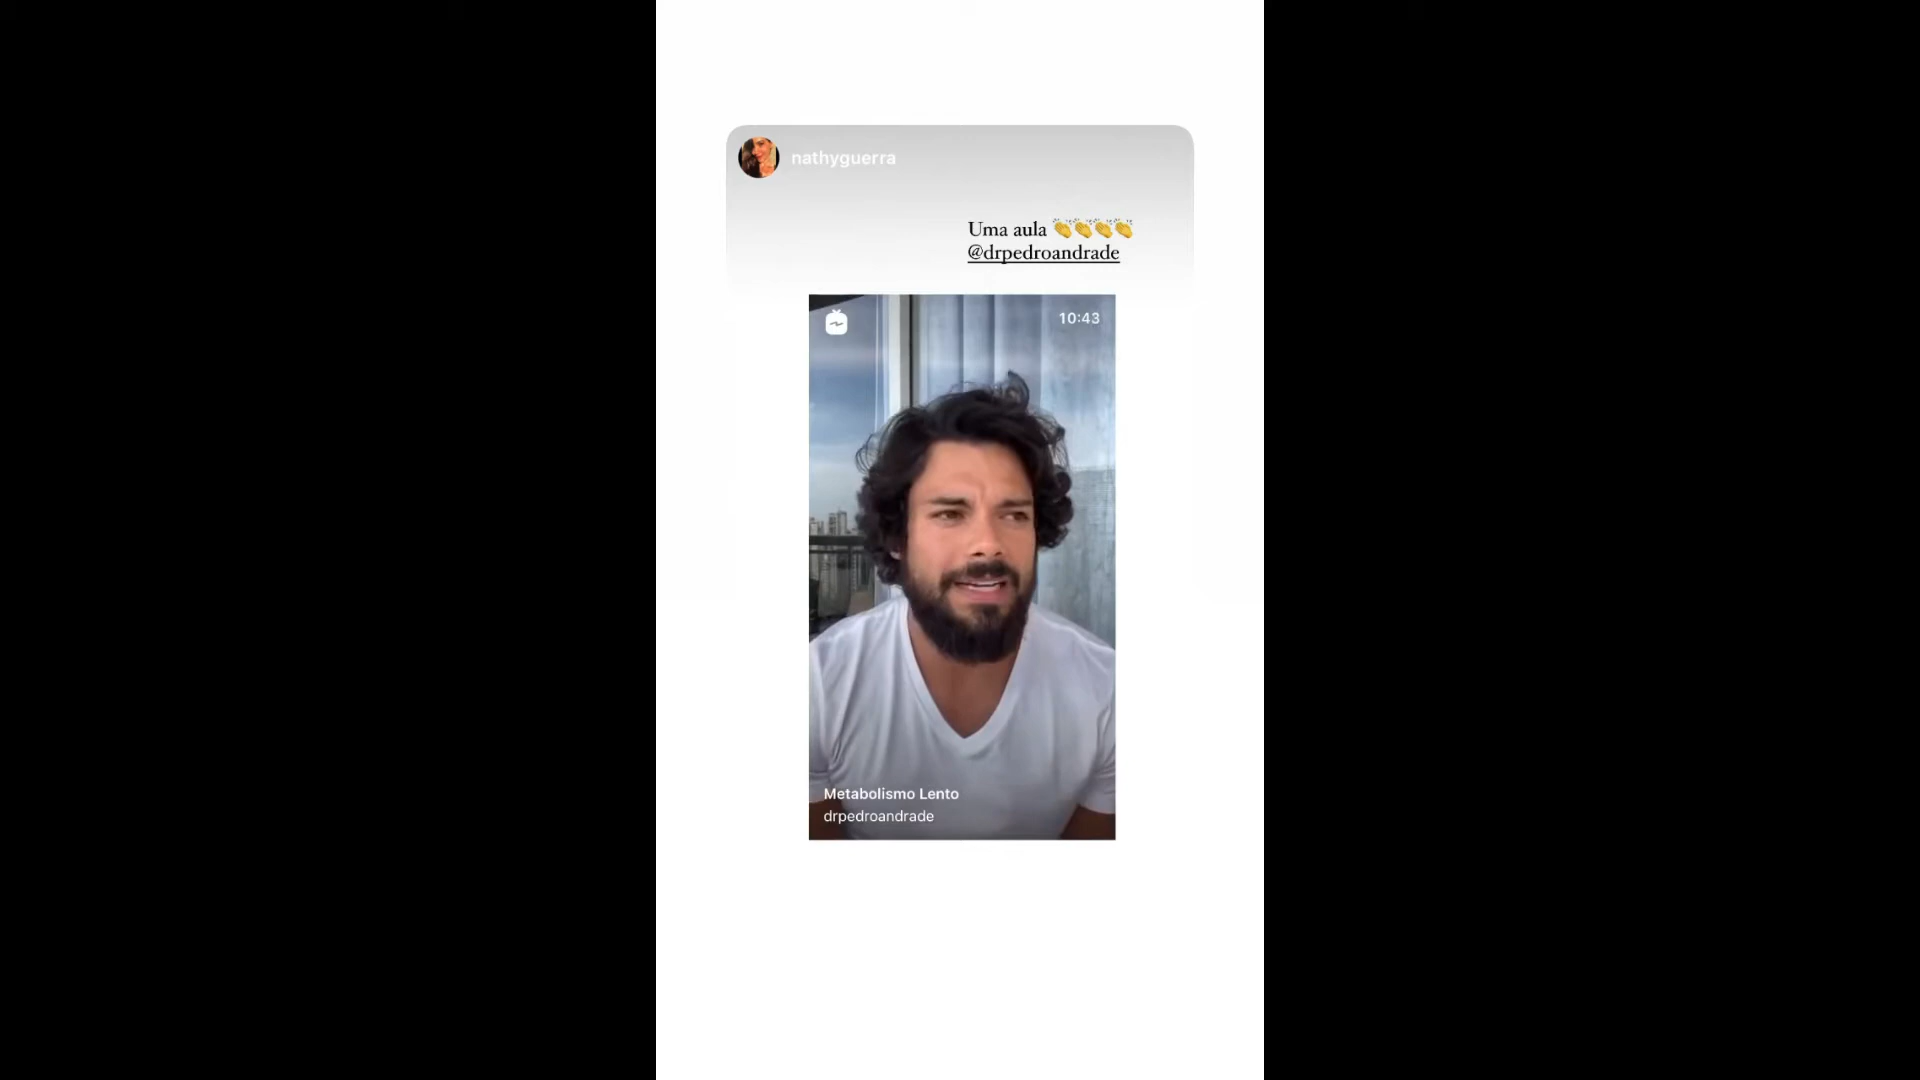 nathyguerra
Uma aula 👏👏👏👏
@drpedroandrade
10:43
Metabolismo Lento
drpedroandrade